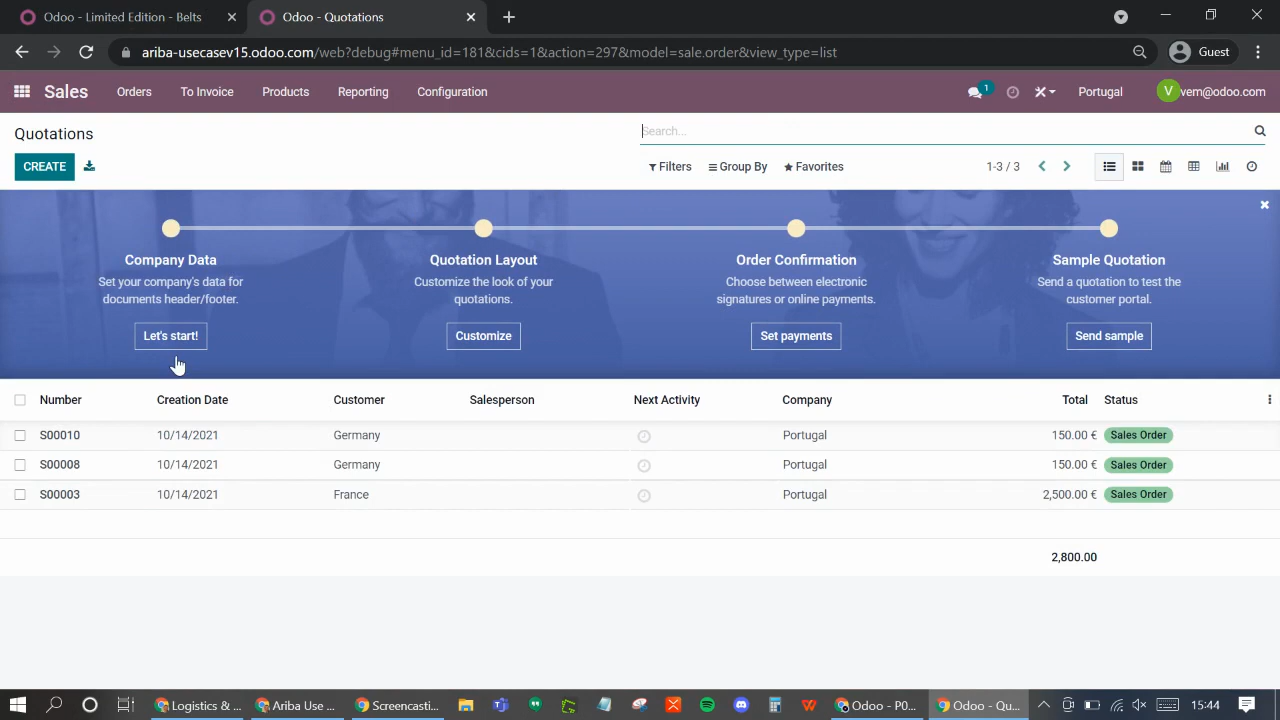 Odoo - Limited Edition - Belts
Odoo - Quotations
ariba-usecasev15.odoo.com/web?debug#menu_id=181&cids=1&action=297&model=sale.order&view_type=list
Guest
Sales
Orders
To Invoice
Products
Reporting
Configuration
1
Portugal
V
vem@odoo.com
Quotations
Search...
CREATE
Filters
Group By
Favorites
1-3 / 3
Company Data
Quotation Layout
Order Confirmation
Sample Quotation
Set your company's data for
documents header/footer.
Customize the look of your
quotations.
Choose between electronic
signatures or online payments.
Send a quotation to test the
customer portal.
Let's start!
Customize
Set payments
Send sample
Number Creation Date Customer Salesperson Next Activity Company Total Status
S00010 10/14/2021 Germany Portugal 150.00 € Sales Order
S00008 10/14/2021 Germany Portugal 150.00 € Sales Order
S00003 10/14/2021 France Portugal 2,500.00 € Sales Order
2,800.00
Logistics & ...
Ariba Use ...
Screencasti...
Odoo - P0...
Odoo - Qu...
15:44